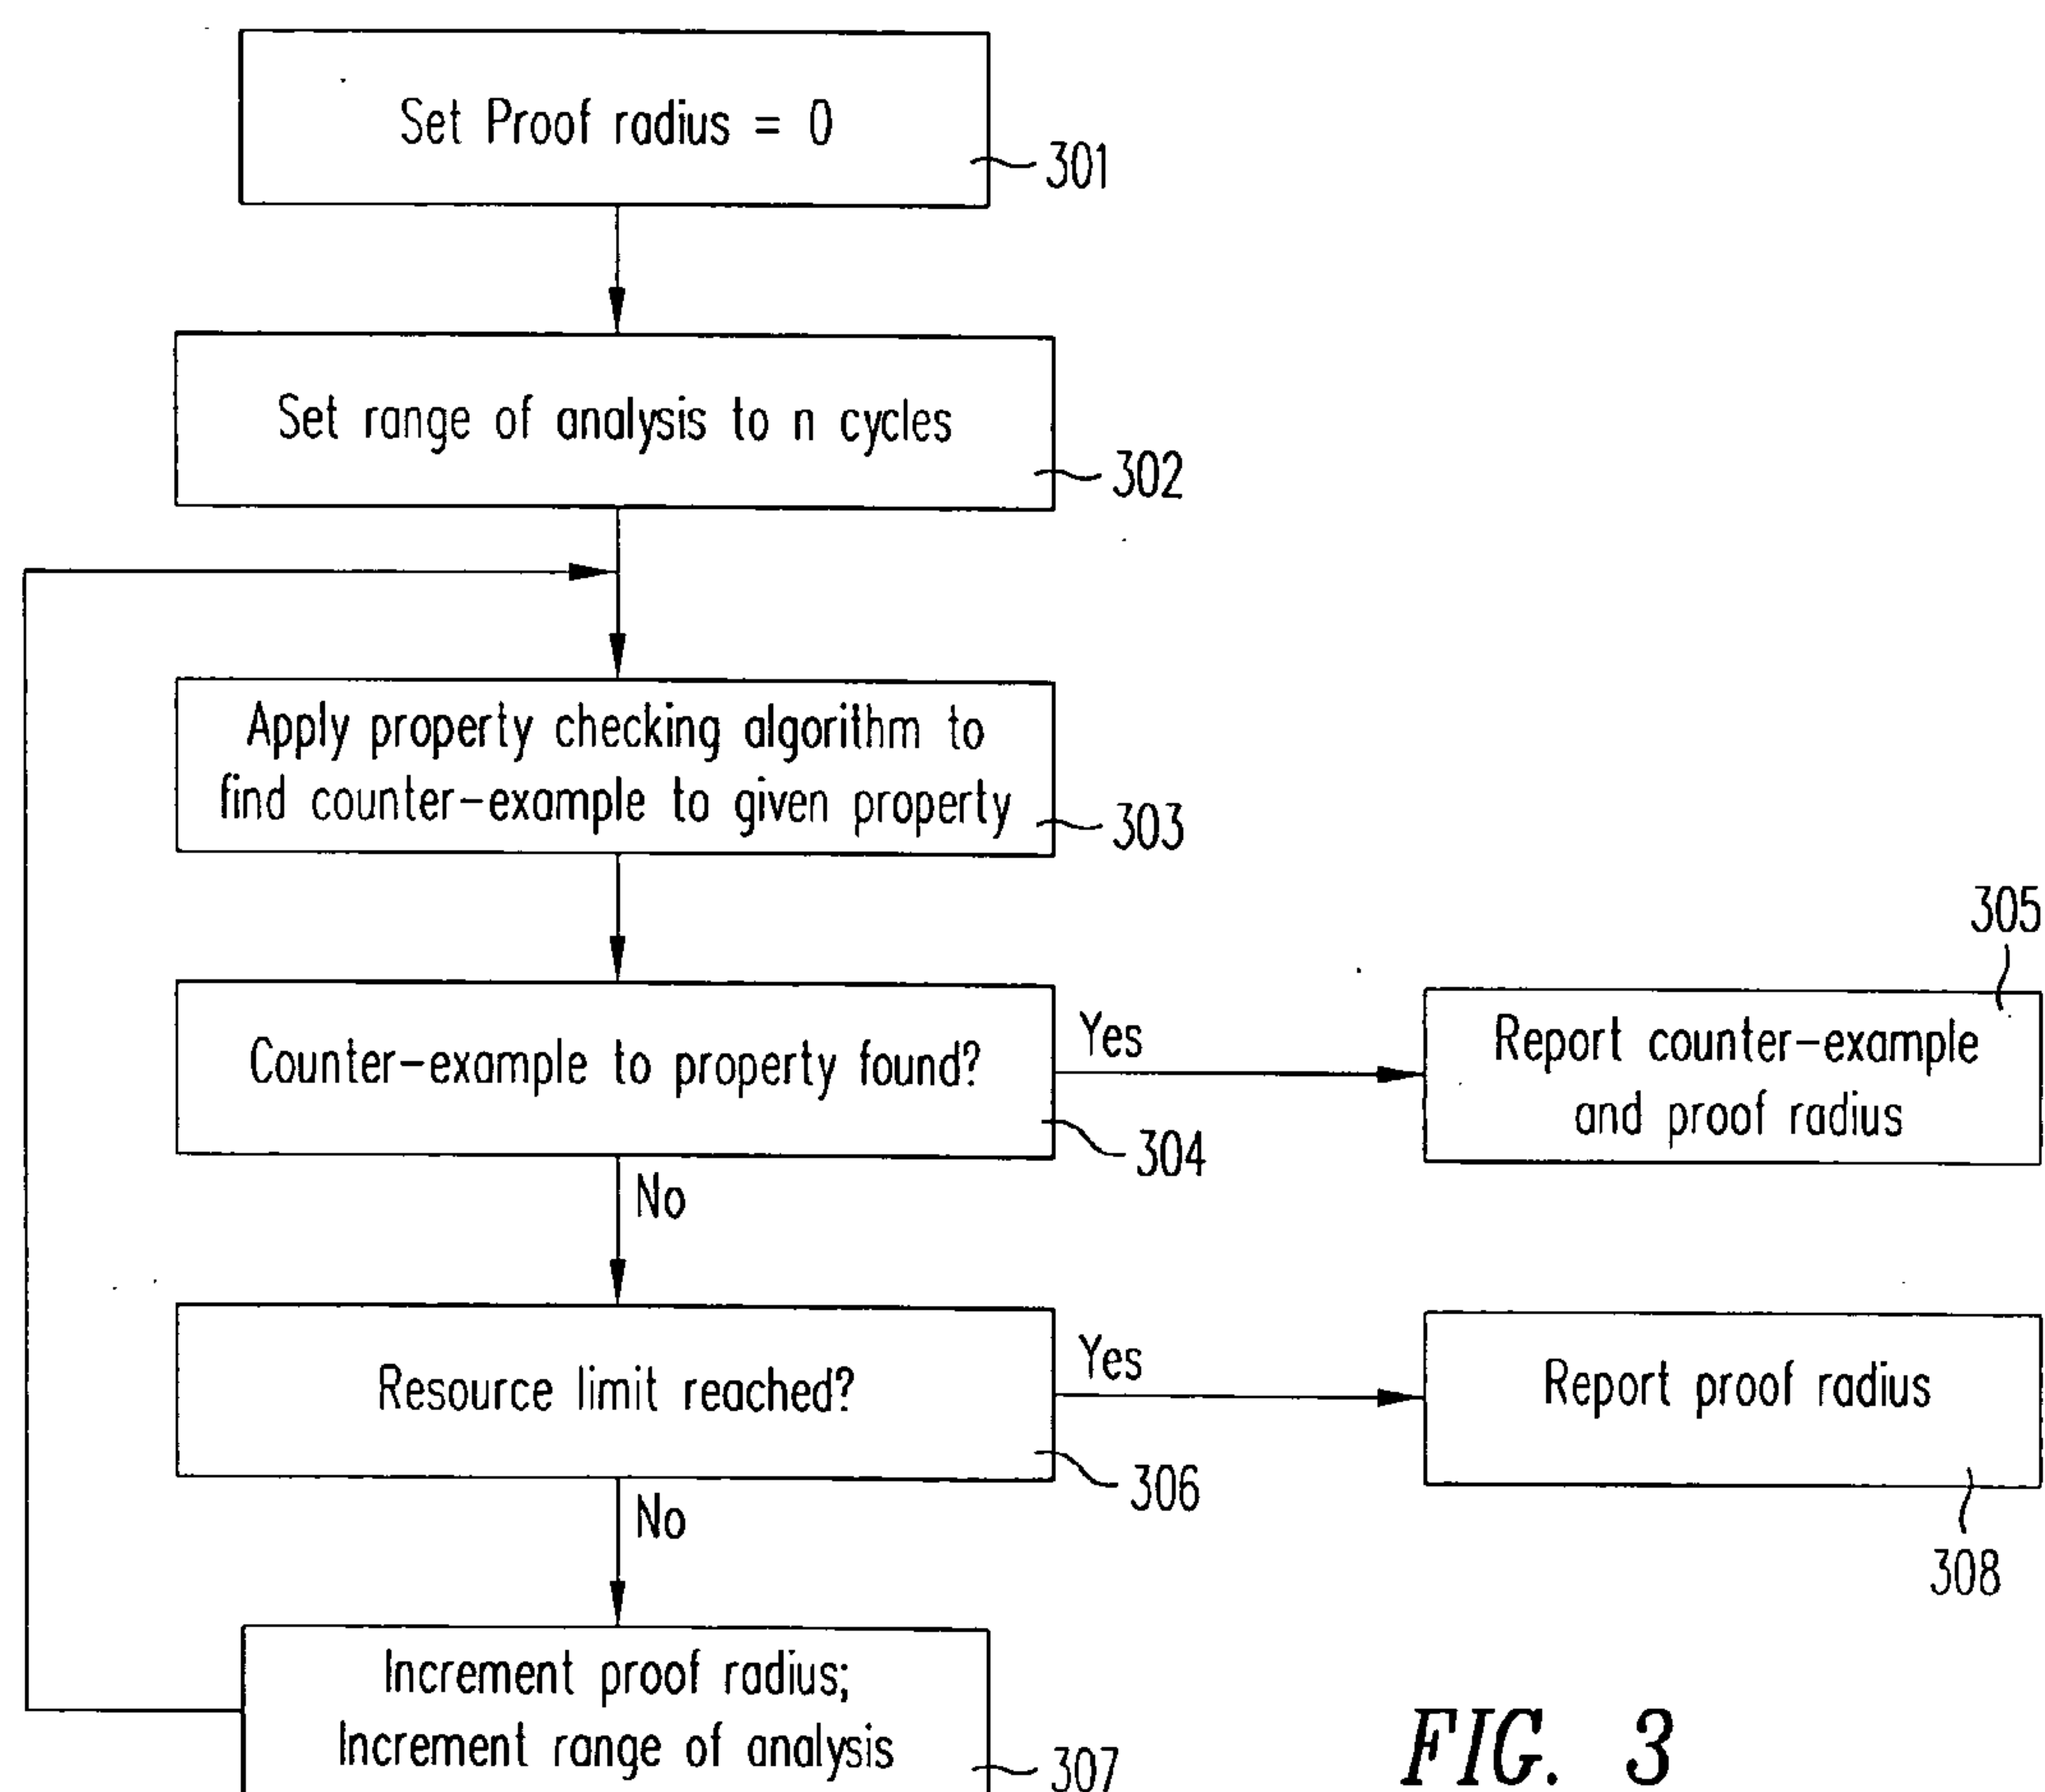 Set Proof radius = 0
301
Set range of analysis to n cycles
302
Apply property checking algorithm to
find counter-example to given property
303
305
Counter-example to property found?
Yes
Report counter-example
and proof radius
304
No
Resource limit reached?
Yes
Report proof radius
306
No
308
Increment proof radius;
Increment range of analysis
307
FIG. 3